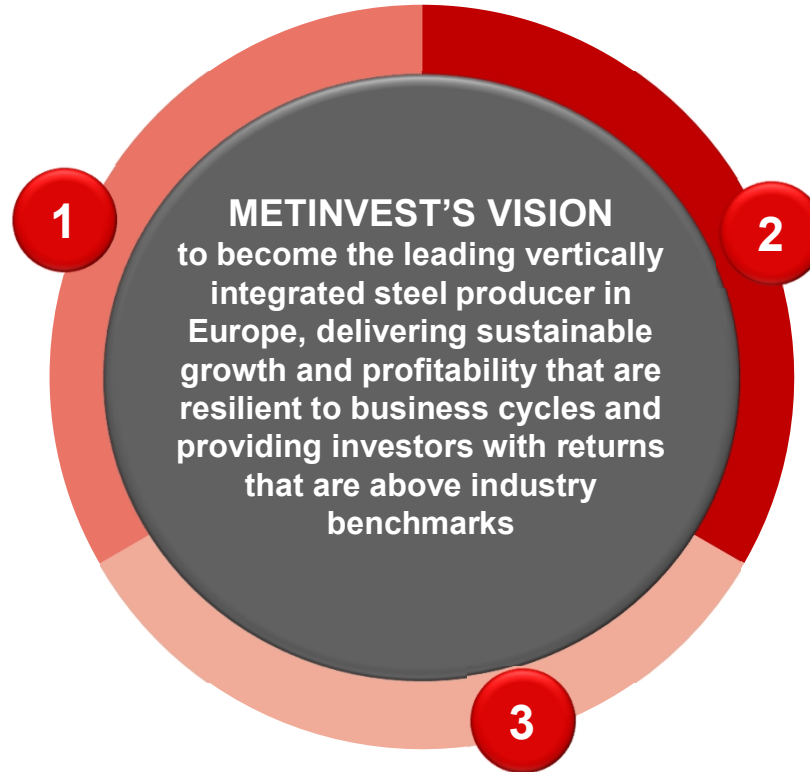 METINVEST'S VISION
to become the leading vertically
integrated steel producer in
Europe, delivering sustainable
growth and profitability that are
resilient to business cycles and
providing investors with returns
that are above industry
benchmarks
1
2
3